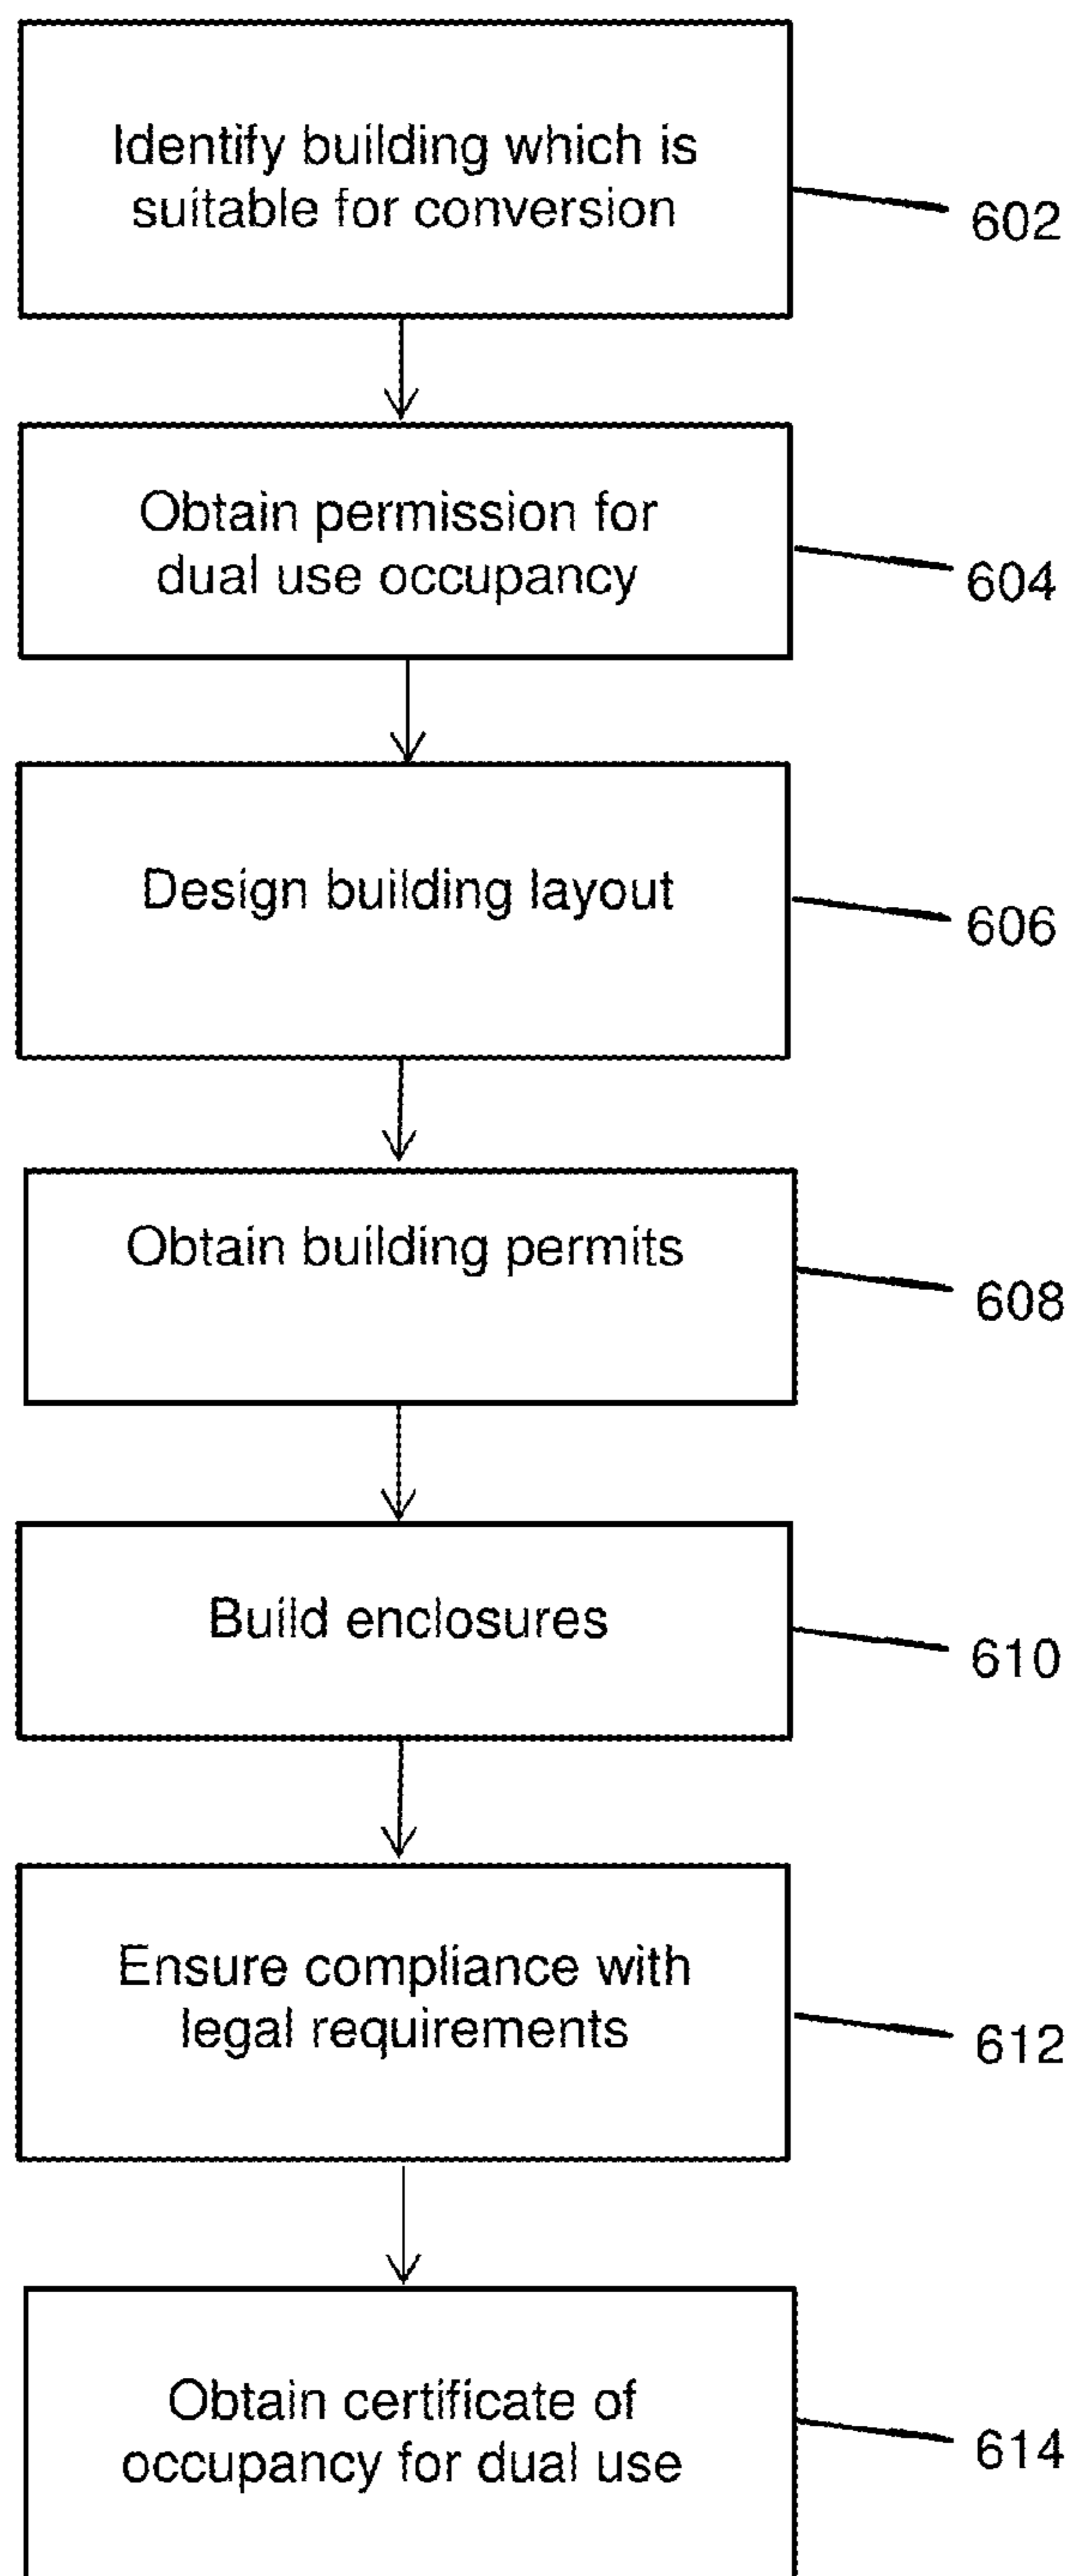 Identify building which is
suitable for conversion
602
Obtain permission for
dual use occupancy
604
Design building layout
606
Obtain building permits
608
Build enclosures
610
Ensure compliance with
legal requirements
612
Obtain certificate of
occupancy for dual use
614